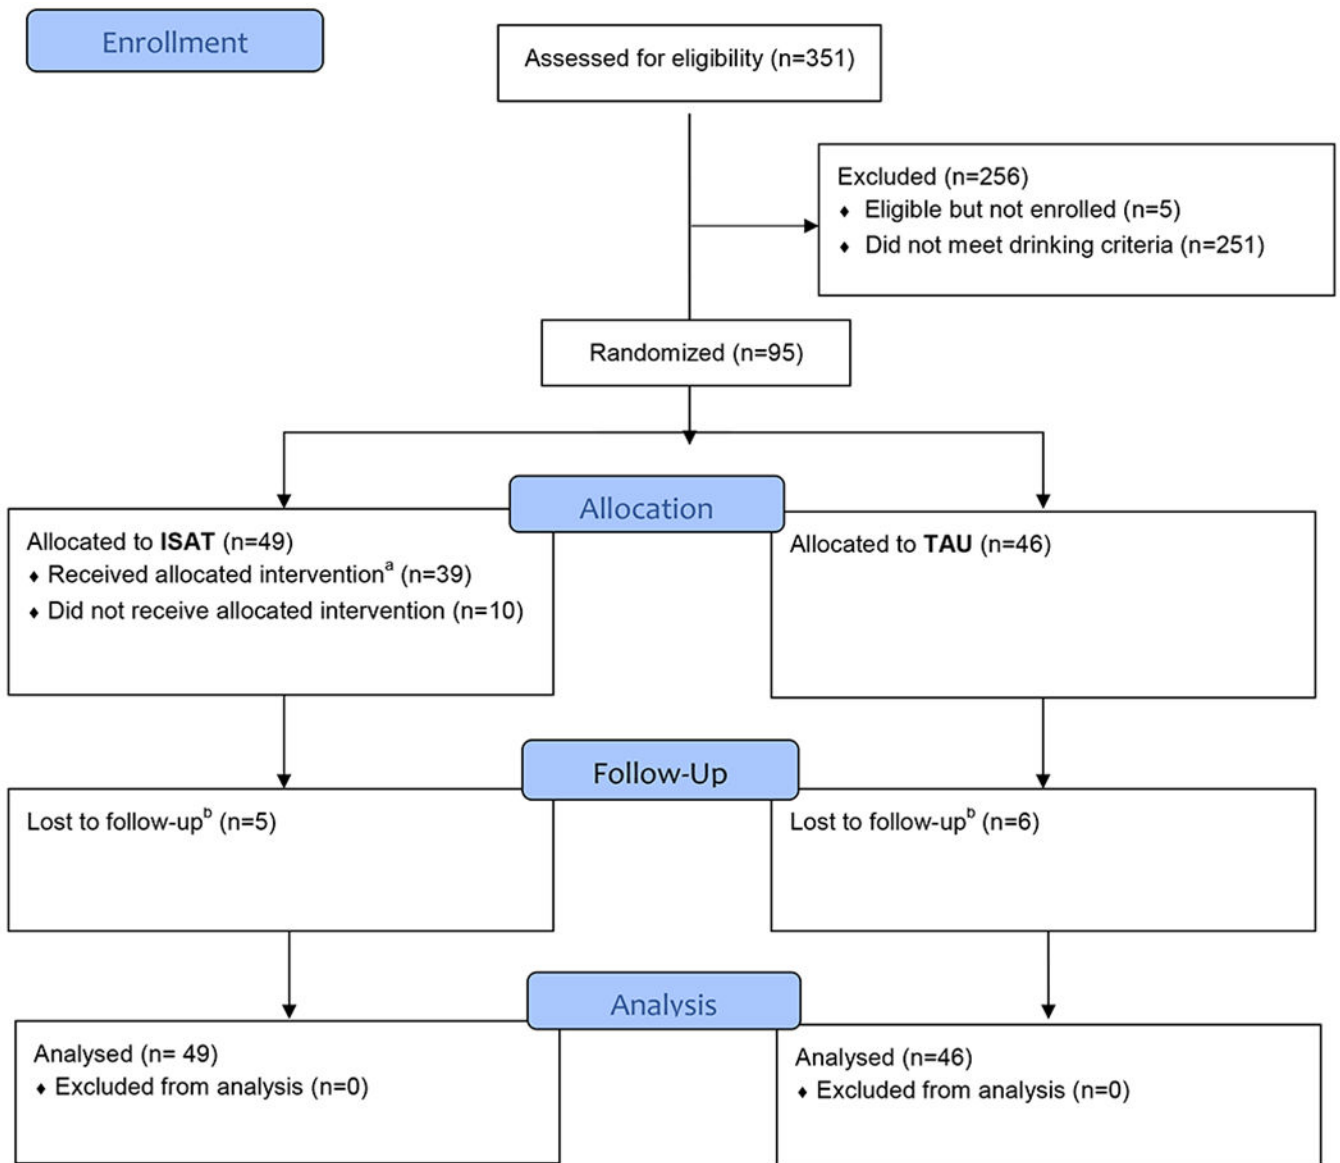 Enrollment
Assessed for eligibility (n=351)
Excluded (n=256)
♦ Eligible but not enrolled (n=5)
♦ Did not meet drinking criteria (n=251)
Randomized (n=95)
Allocation
Allocated to ISAT (n=49)
♦ Received allocated interventionᵃ (n=39)
♦ Did not receive allocated intervention (n=10)
Allocated to TAU (n=46)
Follow-Up
Lost to follow-upᵇ (n=5)
Lost to follow-upᵇ (n=6)
Analysis
Analysed (n= 49)
♦ Excluded from analysis (n=0)
Analysed (n=46)
♦ Excluded from analysis (n=0)